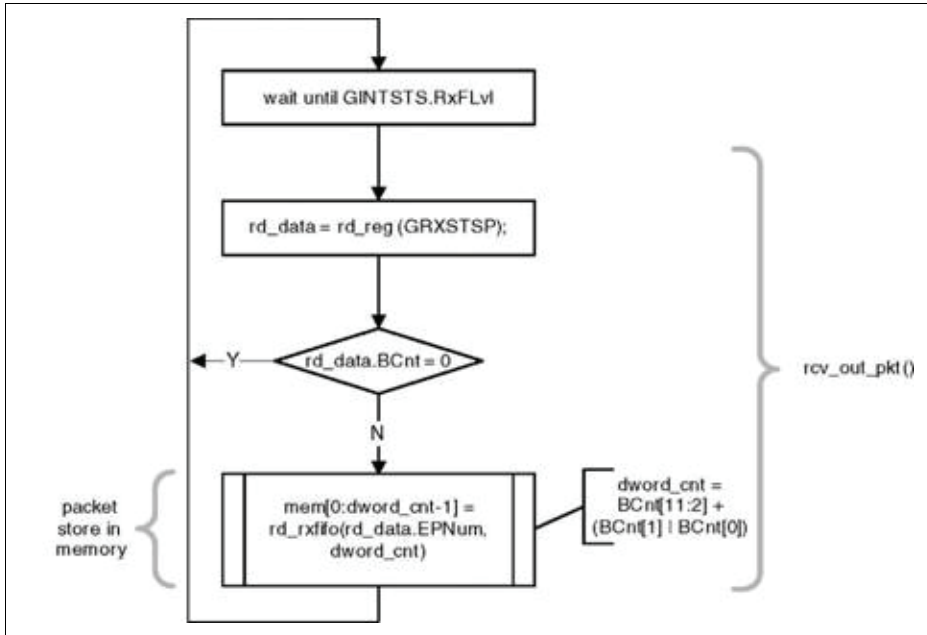 wait until GINTSTS.RxFLvl
rd_data = rd_reg (GRXSTSP);
rd_data.BCnt = 0
Y
rcv_out_pkt()
N
packet
store in
memory
mem[0:dword_cnt-1] =
rd_rxfifo(rd_data.EPNum,
dword_cnt)
dword_cnt =
BCnt[11:2] +
(BCnt[1] | BCnt[0])